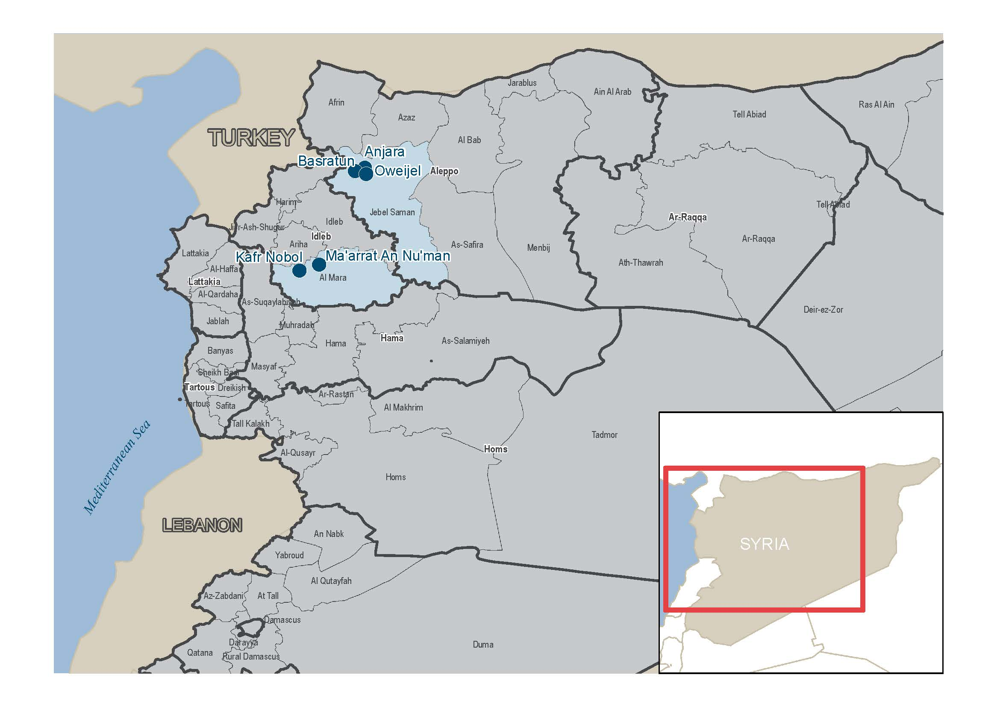 Jarablus
Ain Al Arab
Afrin
Ras Al Ain
Azaz
Tell Abiad
TURKEY
Al Bab
Anjara
Basratun
Oweijel
Aleppo
Harim
Tell Abiad
Jebel Saman
Ar-Raqqa
Idleb
Jisr-Ash-Shugur
Idleb
Ar-Raqqa
Ariha
As-Safira
Menbij
Lattakia
Kafr Nobol
Ma'arrat An Nu'man
Ath-Thawrah
Al-Haffa
Al Mara
Lattakia
Al-Qardaha
As-Suqaylabiyah
Deir-ez-Zor
Jablah
Muhradah
Hama
As-Salamiyeh
Hama
Banyas
Masyaf
Sheikh Badr
Tartous
Dreikish
Ar-Rastan
Tartous
Safita
Al Makhrim
Tall Kalakh
Tadmor
Mediterranean Sea
Homs
Al-Qusayr
Homs
LEBANON
An Nabk
SYRIA
Yabroud
Al Qutayfah
Az-Zabdani
At Tall
Damascus
Darayya
Duma
Qatana
Rural Damascus